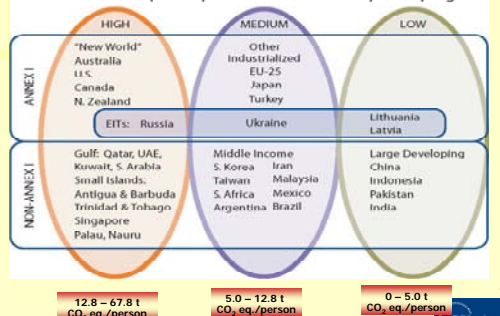 HIGH
MEDIUM
LOW
ANNEX I
"New World"
Australia
U.S.
Canada
N. Zealand
Other
Industrialized
EU-25
Japan
Turkey
EITs: Russia
Ukraine
Lithuania
Latvia
NON-ANNEX I
Gulf: Qatar, UAE,
Kuwait, S. Arabia
Small Islands:
Antigua & Barbuda
Trinidad & Tobago
Singapore
Palau, Nauru
Middle Income
S. Korea Iran
Taiwan Malaysia
S. Africa Mexico
Argentina Brazil
Large Developing
China
Indonesia
Pakistan
India
12.8 – 67.8 t
CO2 eq./person
5.0 – 12.8 t
CO2 eq./person
0 – 5.0 t
CO2 eq./person